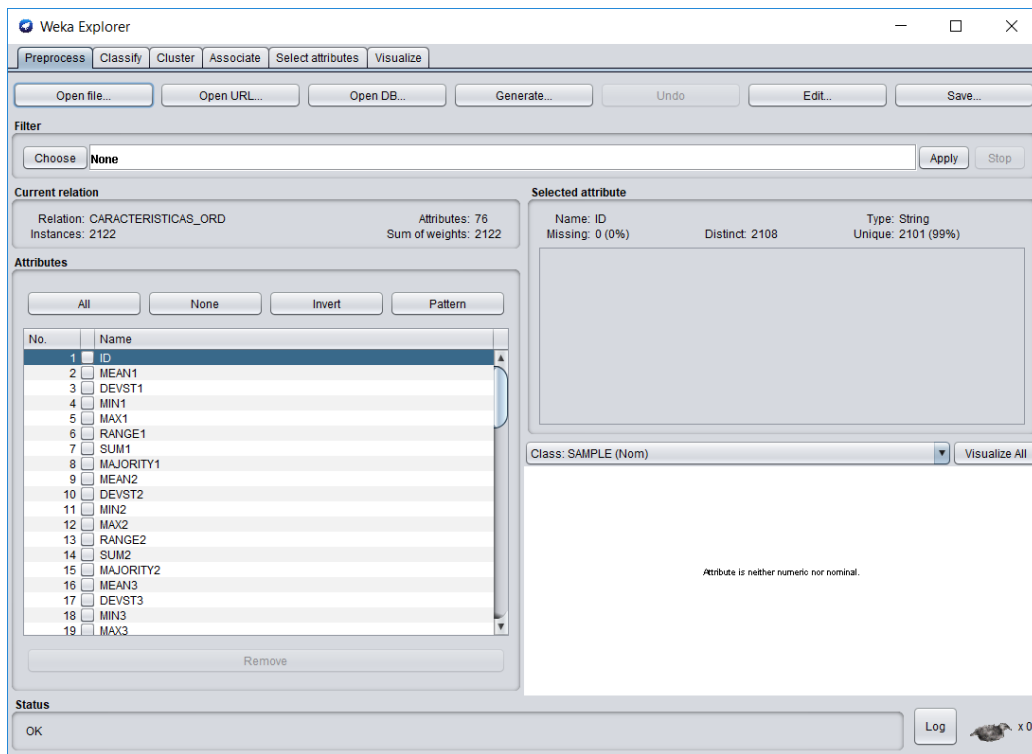 Weka Explorer
Preprocess Classify Cluster Associate Select attributes Visualize
Open file... Open URL... Open DB... Generate... Undo Edit... Save...
Filter
Choose None Apply Stop
Current relation
Relation: CARACTERISTICAS_ORD Attributes: 76
Instances: 2122 Sum of weights: 2122
Selected attribute
Name: ID Type: String
Missing: 0 (0%) Distinct: 2108 Unique: 2101 (99%)
Attributes
All None Invert Pattern
No. Name
1 ID
2 MEAN1
3 DEVST1
4 MIN1
5 MAX1
6 RANGE1
7 SUM1
8 MAJORITY1
9 MEAN2
10 DEVST2
11 MIN2
12 MAX2
13 RANGE2
14 SUM2
15 MAJORITY2
16 MEAN3
17 DEVST3
18 MIN3
19 MAX3
Remove
Class: SAMPLE (Nom) Visualize All
Attribute is neither numeric nor nominal.
Status
OK
Log x 0